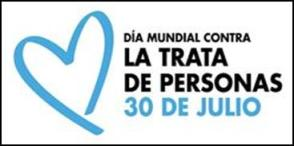 DÍA MUNDIAL CONTRA
LA TRATA
DE PERSONAS
30 DE JULIO